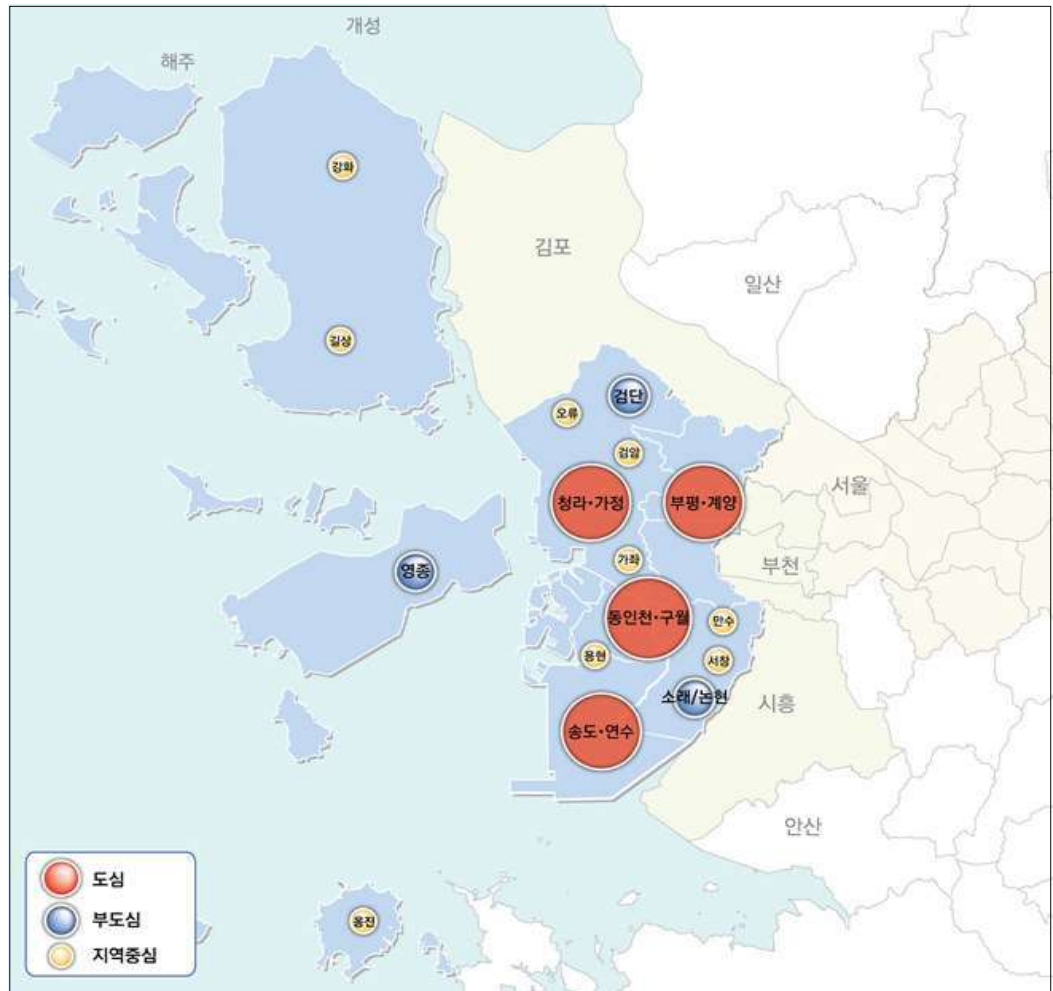 개성
해주
강화
김포
일산
길상
검단
오류
검암
서울
청라·가정
부평·계양
부천
가좌
영종
동인천·구월
만수
용현
서창
소래/논현
시흥
송도·연수
안산
도심
부도심
지역중심
옹진